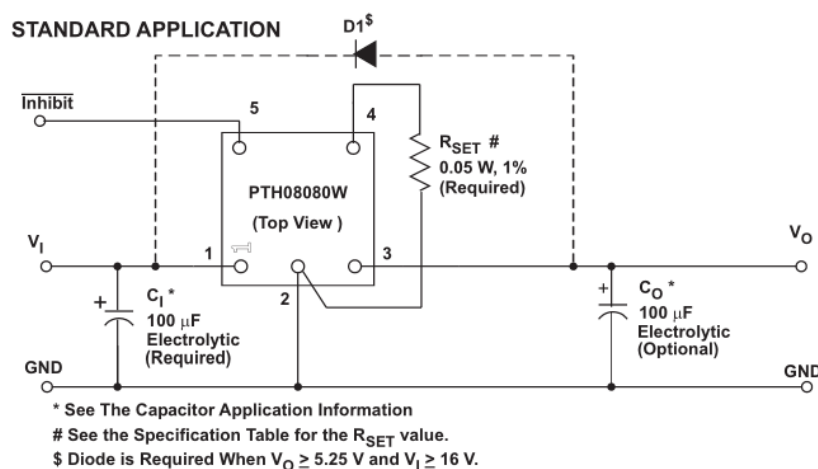 STANDARD APPLICATION
D1$
Inhibit
5
4
RSET #
0.05 W, 1%
(Required)
PTH08080W
(Top View )
VI
1
3
VO
2
+
CI *
100 μF
Electrolytic
(Required)
+
CO *
100 μF
Electrolytic
(Optional)
GND
GND
* See The Capacitor Application Information
# See the Specification Table for the RSET value.
$ Diode is Required When VO ≥ 5.25 V and VI ≥ 16 V.